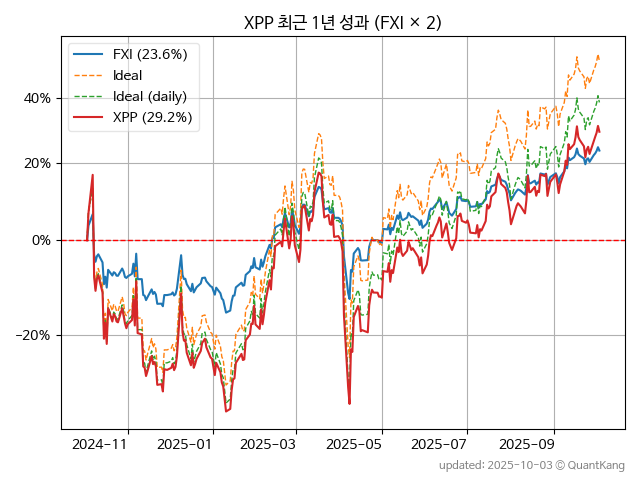 XPP 최근 1년 성과 (FXI × 2)
FXI (23.6%)
Ideal
Ideal (daily)
XPP (29.2%)
40%
20%
0%
−20%
2024-11
2025-01
2025-03
2025-05
2025-07
2025-09
updated: 2025-10-03 © QuantKang